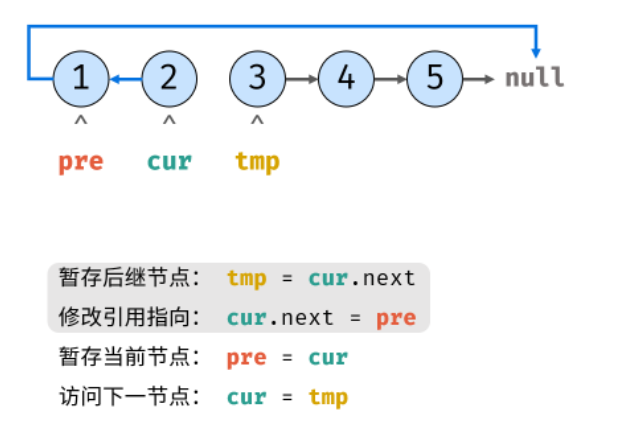 1 2 3 4 5 null
^ ^ ^
pre cur tmp
暂存后继节点： tmp = cur.next
修改引用指向： cur.next = pre
暂存当前节点： pre = cur
访问下一节点： cur = tmp